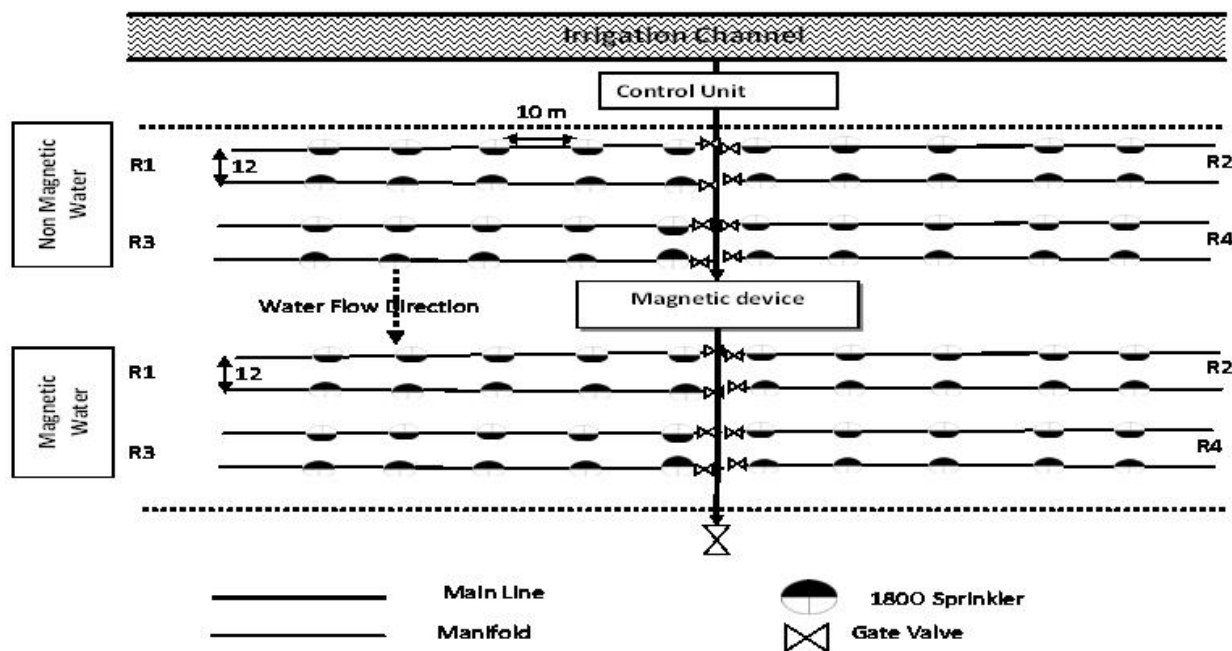 Irrigation Channel
Control Unit
10 m
Non Magnetic
Water
R1
12
R2
R3
R4
Water Flow Direction
Magnetic device
Magnetic
Water
R1
12
R2
R3
R4
Main Line
180O Sprinkler
Manifold
Gate Valve